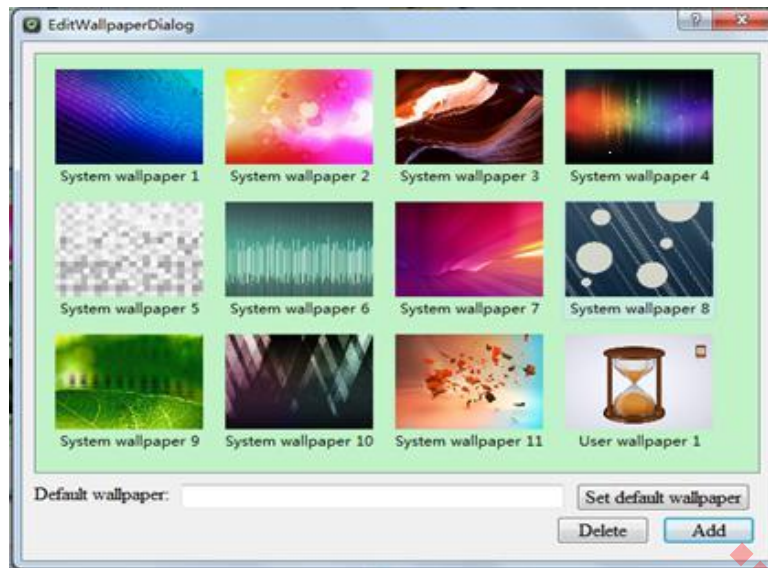 EditWallpaperDialog
System wallpaper 1
System wallpaper 2
System wallpaper 3
System wallpaper 4
System wallpaper 5
System wallpaper 6
System wallpaper 7
System wallpaper 8
System wallpaper 9
System wallpaper 10
System wallpaper 11
User wallpaper 1
Default wallpaper:
Set default wallpaper
Delete
Add